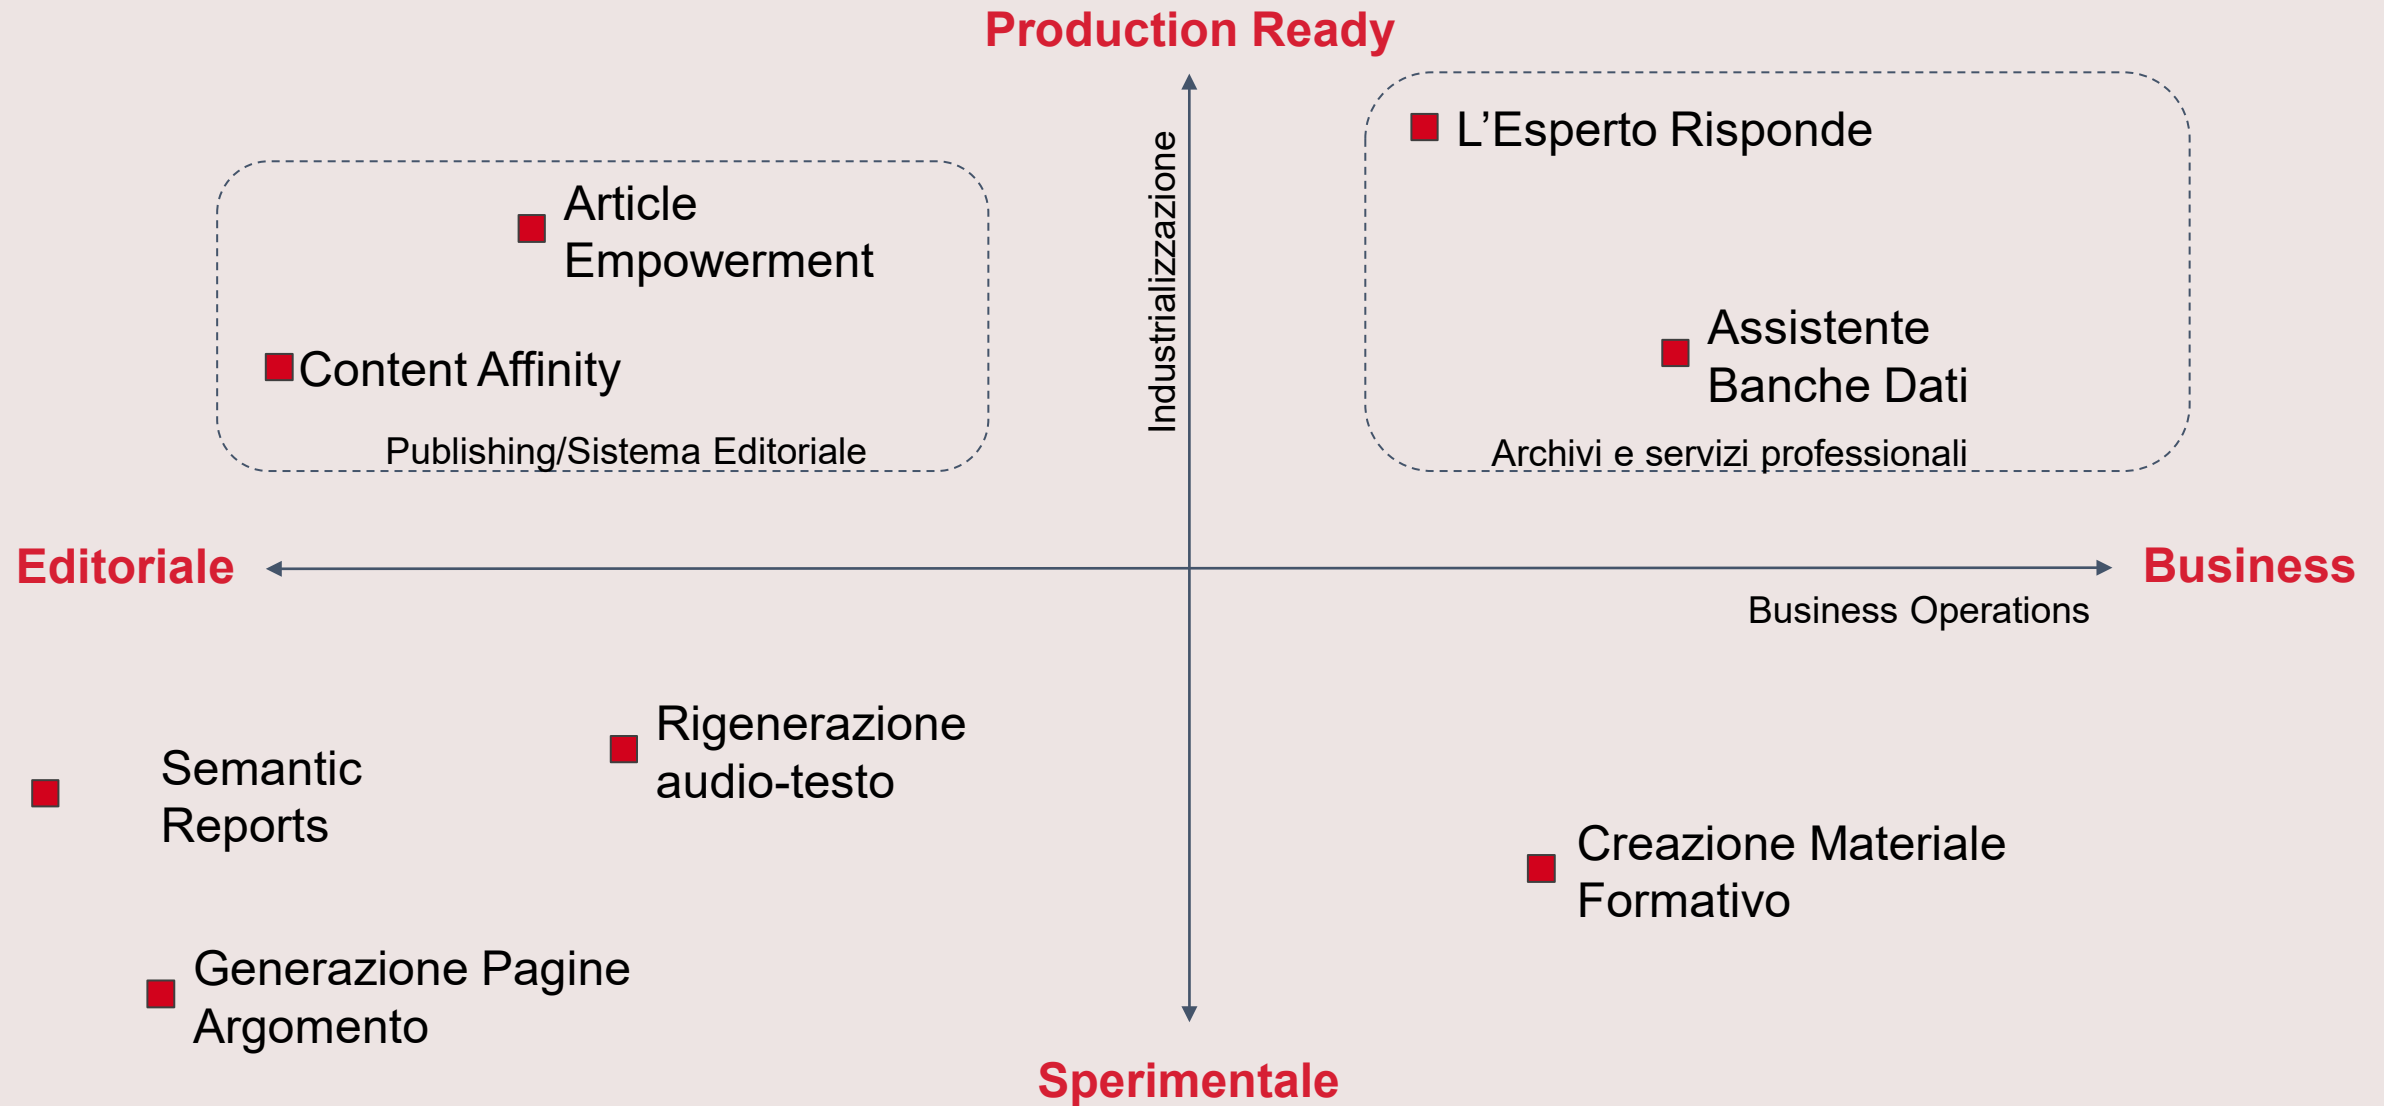 Production Ready
Industrializzazione
L’Esperto Risponde
Article
Empowerment
Assistente
Banche Dati
Content Affinity
Publishing/Sistema Editoriale
Archivi e servizi professionali
Editoriale
Business
Business Operations
Rigenerazione
audio-testo
Semantic
Reports
Creazione Materiale
Formativo
Generazione Pagine
Argomento
Sperimentale